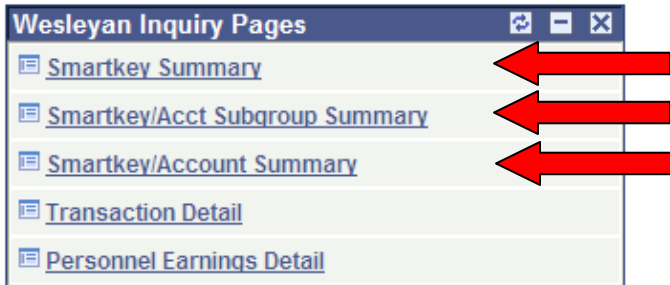 Wesleyan Inquiry Pages
Smartkey Summary
Smartkey/Acct Subgroup Summary
Smartkey/Account Summary
Transaction Detail
Personnel Earnings Detail